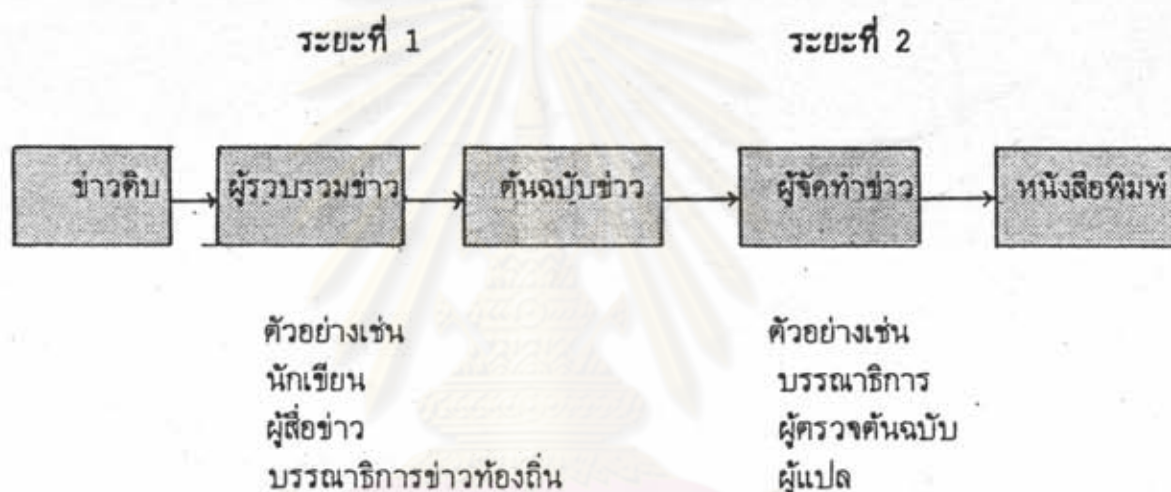 ระยะที่ 1 ระยะที่ 2
ข่าวดิบ ผู้รวบรวมข่าว ต้นฉบับข่าว ผู้จัดทำข่าว หนังสือพิมพ์
ตัวอย่างเช่น ตัวอย่างเช่น
นักเขียน บรรณาธิการ
ผู้สื่อข่าว ผู้ตรวจต้นฉบับ
บรรณาธิการข่าวท้องถิ่น ผู้แปล